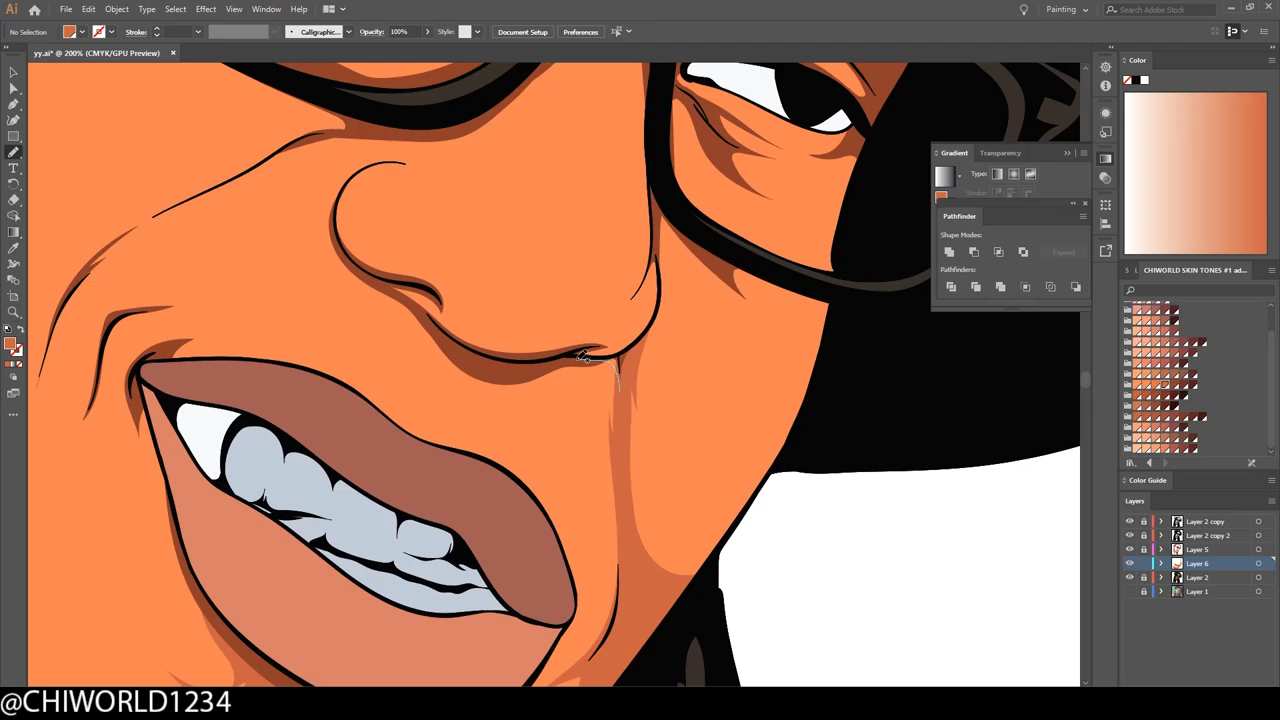 Ai File Edit Object Type Select Effect View Window Help Painting Search Adobe Stock
No Selection Stroke: Calligraphic... Opacity: 100% Style: Document Setup Preferences
yy.ai* @ 200% (CMYK/GPU Preview)
Color
Gradient Transparency
Type:
Stroke:
Pathfinder
Shape Modes:
Expand
Pathfinders:
S L CHIWORLD SKIN TONES #1 ad...
Color Guide
Layers
Layer 2 copy
Layer 2 copy 2
Layer 5
Layer 6
Layer 2
Layer 1
@CHIWORLD1234